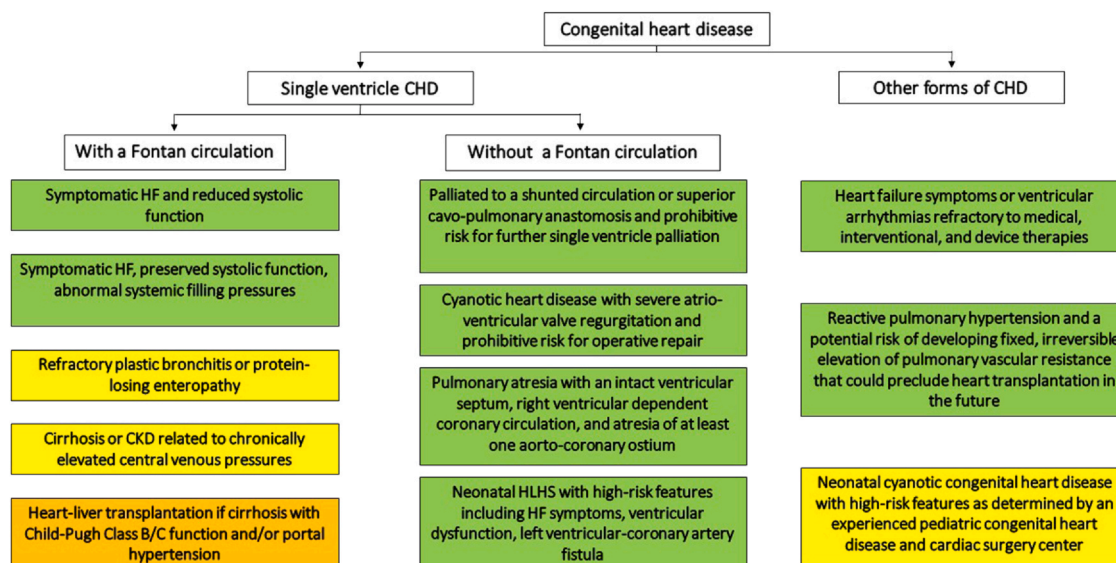 Congenital heart disease
Single ventricle CHD
Other forms of CHD
With a Fontan circulation
Without a Fontan circulation
Symptomatic HF and reduced systolic
function
Symptomatic HF, preserved systolic function,
abnormal systemic filling pressures
Refractory plastic bronchitis or protein-
losing enteropathy
Cirrhosis or CKD related to chronically
elevated central venous pressures
Heart-liver transplantation if cirrhosis with
Child-Pugh Class B/C function and/or portal
hypertension
Palliated to a shunted circulation or superior
cavo-pulmonary anastomosis and prohibitive
risk for further single ventricle palliation
Cyanotic heart disease with severe atrio-
ventricular valve regurgitation and
prohibitive risk for operative repair
Pulmonary atresia with an intact ventricular
septum, right ventricular dependent
coronary circulation, and atresia of at least
one aorto-coronary ostium
Neonatal HLHS with high-risk features
including HF symptoms, ventricular
dysfunction, left ventricular-coronary artery
fistula
Heart failure symptoms or ventricular
arrhythmias refractory to medical,
interventional, and device therapies
Reactive pulmonary hypertension and a
potential risk of developing fixed, irreversible
elevation of pulmonary vascular resistance
that could preclude heart transplantation in
the future
Neonatal cyanotic congenital heart disease
with high-risk features as determined by an
experienced pediatric congenital heart
disease and cardiac surgery center